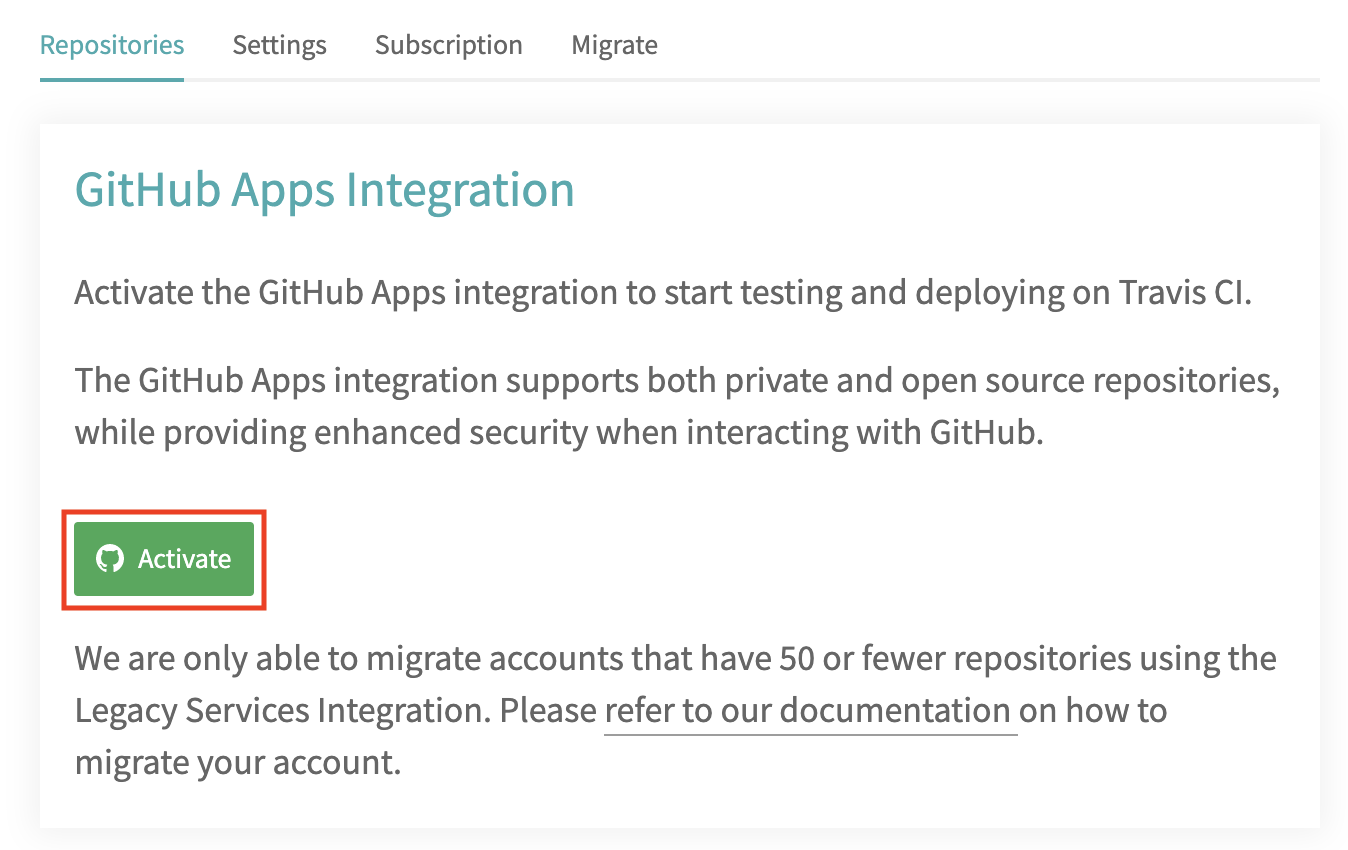 Repositories Settings Subscription Migrate
GitHub Apps Integration
Activate the GitHub Apps integration to start testing and deploying on Travis CI.
The GitHub Apps integration supports both private and open source repositories,
while providing enhanced security when interacting with GitHub.
Activate
We are only able to migrate accounts that have 50 or fewer repositories using the
Legacy Services Integration. Please refer to our documentation on how to
migrate your account.